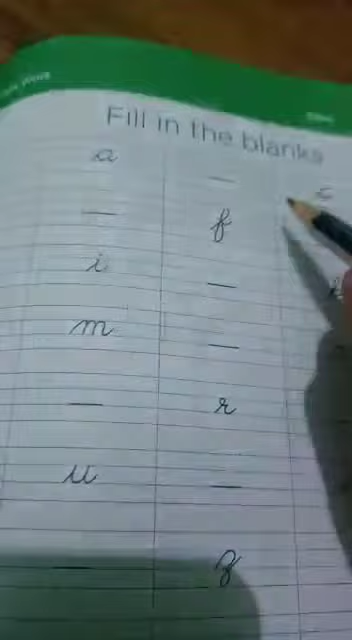 Fill in the blanks
a — c
— f
i — k
m —
— r
u —
— z